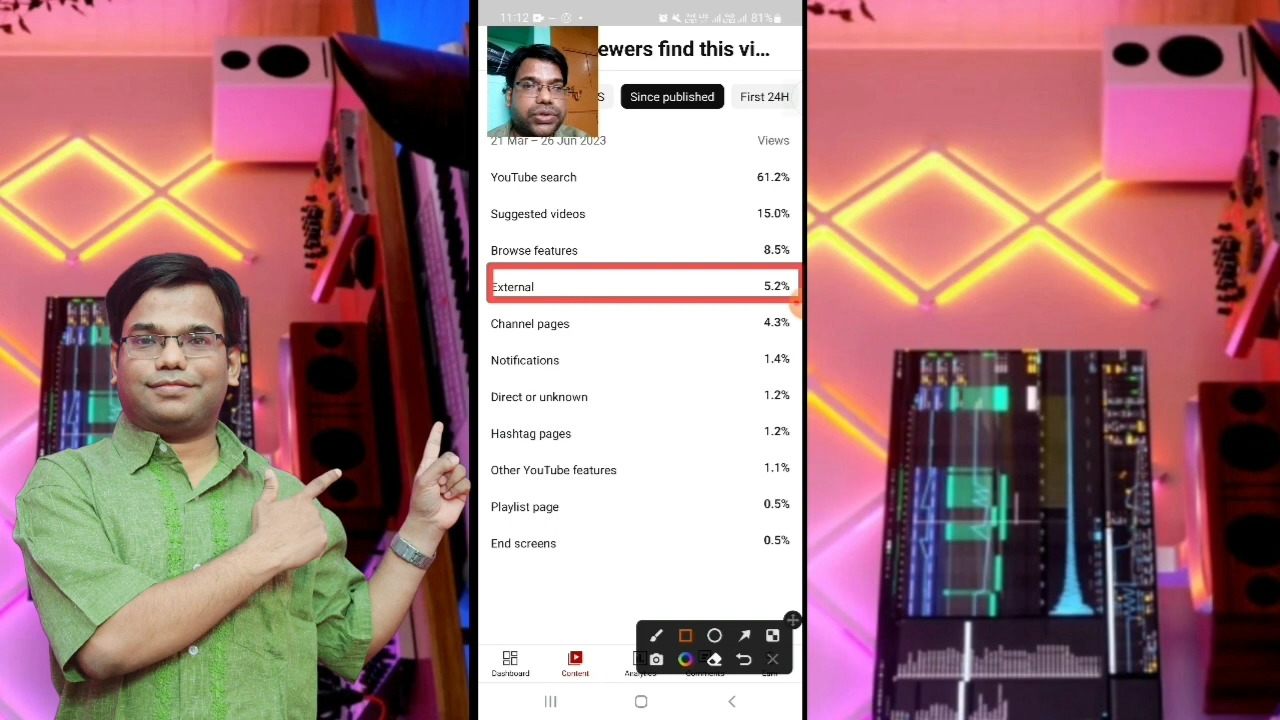 11:12
81%
ewers find this vi...
S
Since published
First 24H
21 Mar – 26 Jun 2023
Views
YouTube search
61.2%
Suggested videos
15.0%
Browse features
8.5%
External
5.2%
Channel pages
4.3%
Notifications
1.4%
Direct or unknown
1.2%
Hashtag pages
1.2%
Other YouTube features
1.1%
Playlist page
0.5%
End screens
0.5%
Dashboard
Content